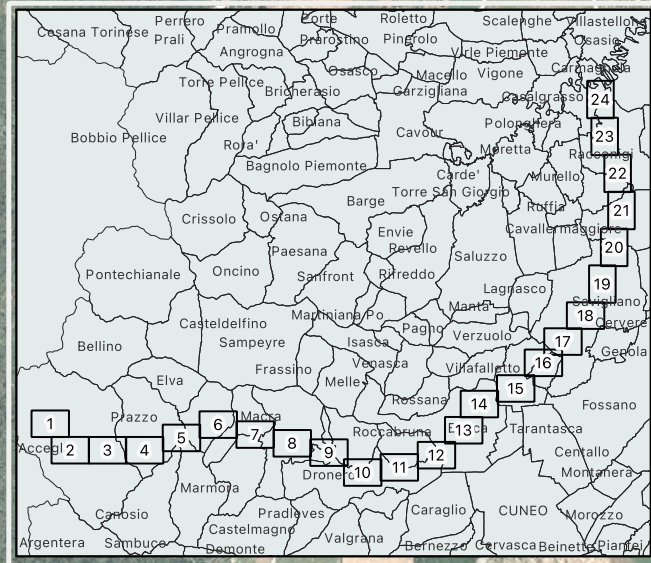 Perrero
Porte
Roletto
Scalenghe
Villastellone
Cesana Torinese
Prali
Pramollo
Prarostino
Pinerolo
Osasio
Angrogna
Virle Piemonte
Osasco
Macello
Vigone
Carmagnola
Torre Pellice
Bricherasio
Garzigliana
Casalgrasso
24
Villar Pellice
Bibiana
Cavour
Polonghera
23
Bobbio Pellice
Rora'
Moretta
Racconigi
Bagnolo Piemonte
Carde'
Murello
22
Barge
Torre San Giorgio
Ruffia
21
Crissolo
Ostana
Envie
Cavallermaggiore
Paesana
Revello
Saluzzo
20
Pontechianale
Oncino
Sanfront
Rifreddo
Lagnasco
19
Manta
Savigliano
Martiniana Po
18
Casteldelfino
Pagno
Verzuolo
Cervere
Bellino
Sampeyre
Isasca
17
Genola
Venasca
16
Frassino
Villafalletto
Elva
Melle
15
Rossana
14
Fossano
1
Prazzo
6
Macra
Busca
13
Tarantasca
Accegl
2
3
4
5
7
8
9
Roccabruna
12
Centallo
10
11
Dronero
Montanera
Marmora
Canosio
Pradleves
Caraglio
CUNEO
Morozzo
Castelmagno
Argentera
Sambuco
Demonte
Valgrana
Bernezzo
Cervasca
Beinette
Pianfei